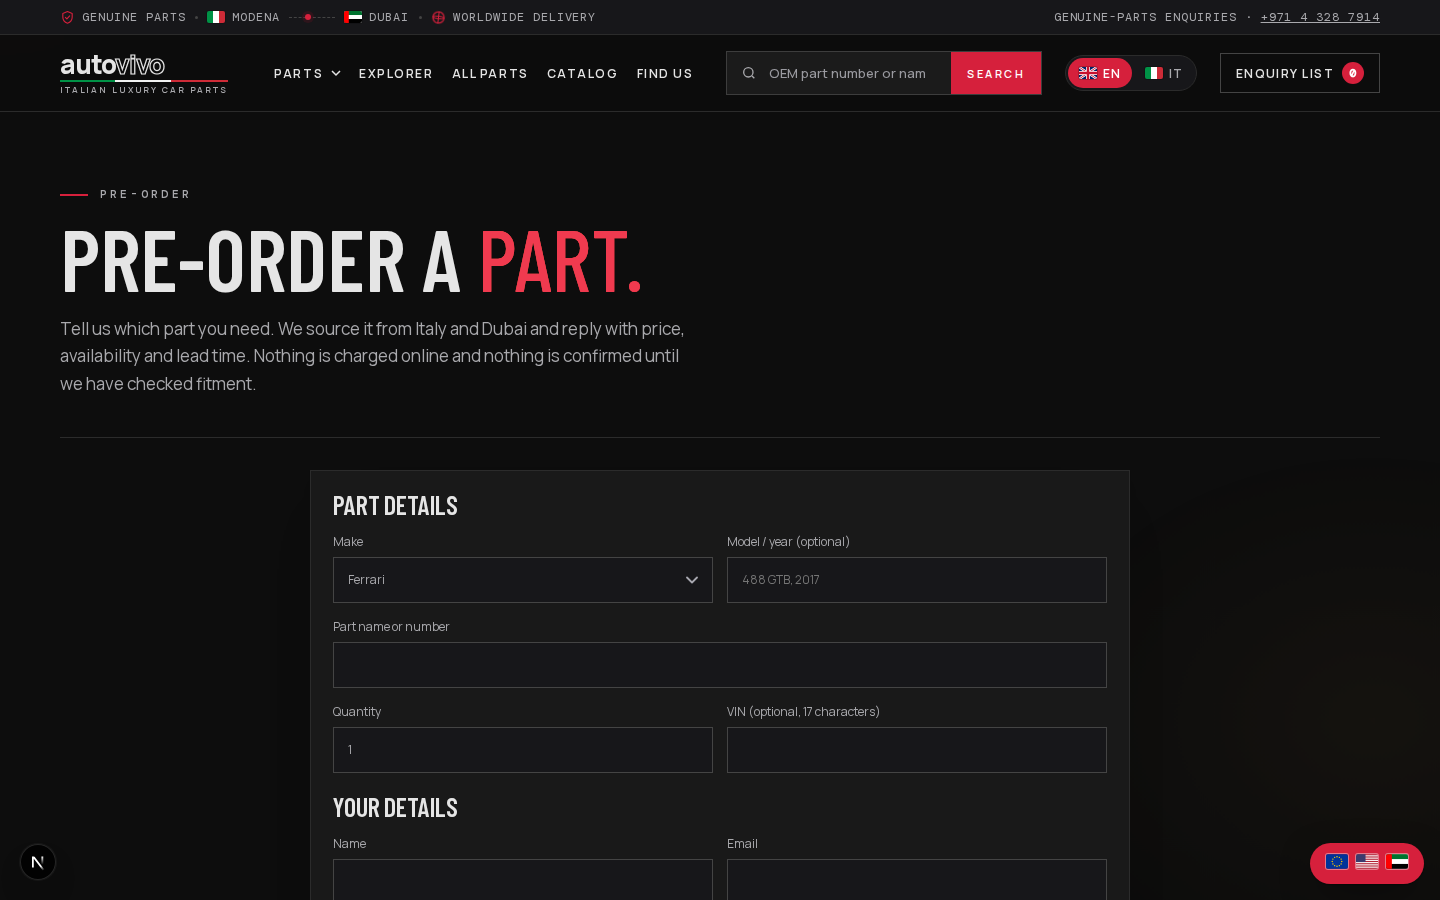 GENUINE PARTS
MODENA
DUBAI
WORLDWIDE DELIVERY
GENUINE-PARTS ENQUIRIES · +971 4 328 7914
autovivo
ITALIAN LUXURY CAR PARTS
PARTS
EXPLORER
ALL PARTS
CATALOG
FIND US
OEM part number or nam
SEARCH
EN
IT
ENQUIRY LIST 0
PRE-ORDER
PRE-ORDER A PART.
Tell us which part you need. We source it from Italy and Dubai and reply with price,
availability and lead time. Nothing is charged online and nothing is confirmed until
we have checked fitment.
PART DETAILS
Make
Model / year (optional)
Ferrari
488 GTB, 2017
Part name or number
Quantity
VIN (optional, 17 characters)
1
YOUR DETAILS
Name
Email
N